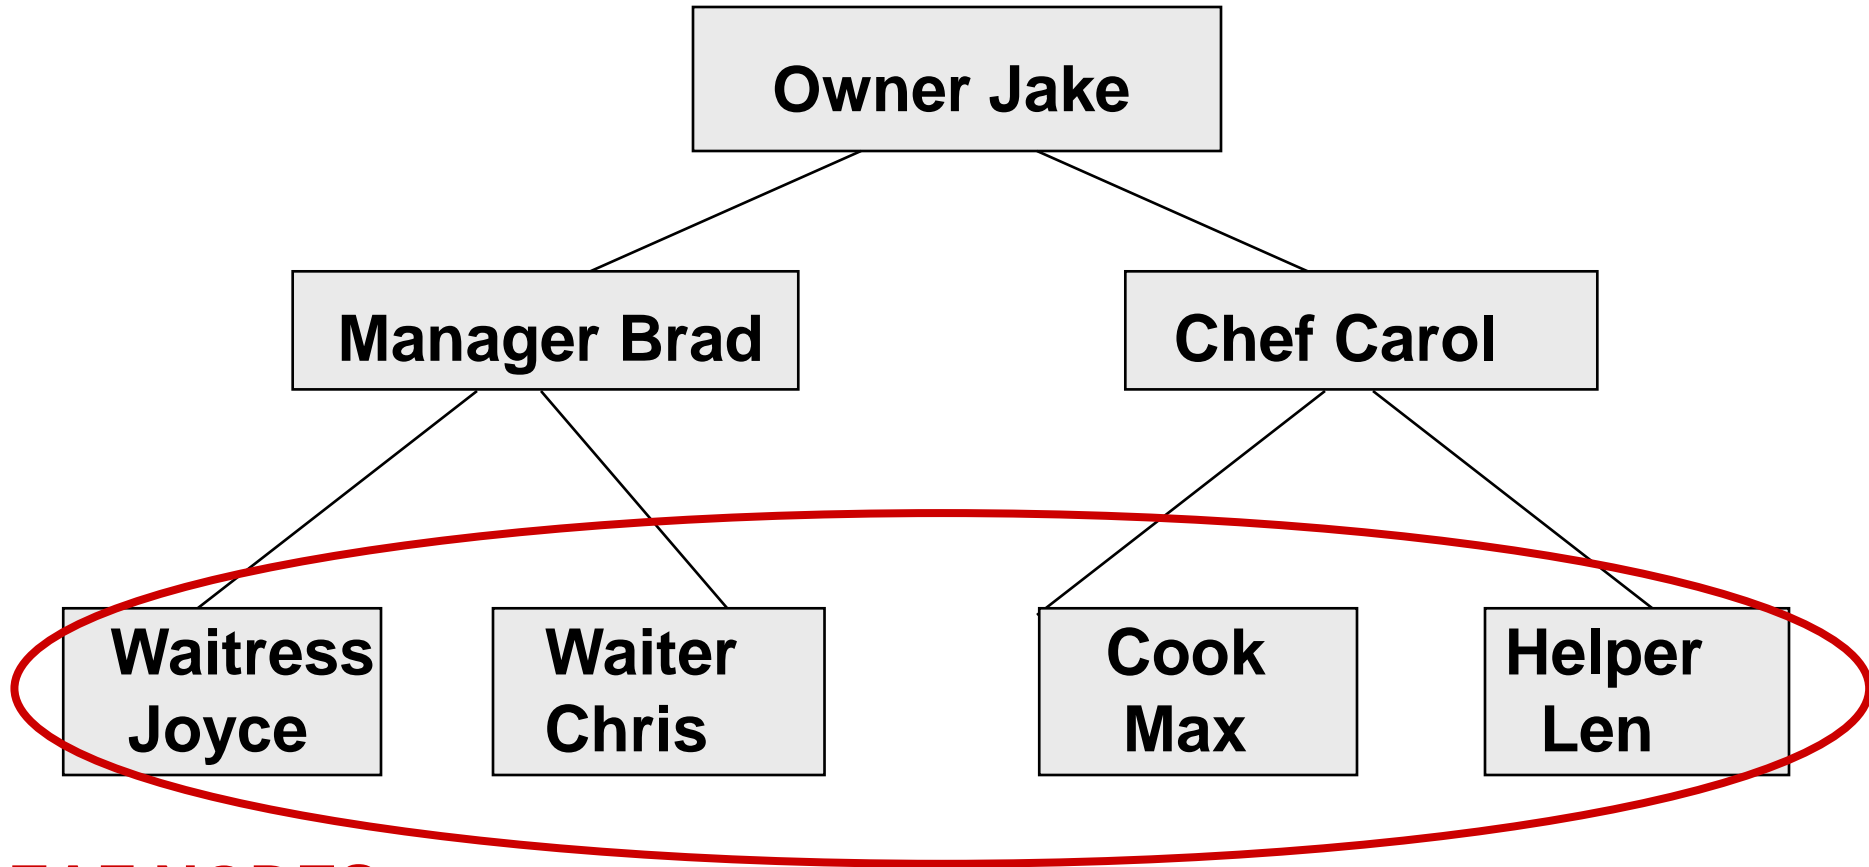 Owner Jake
Manager Brad
Chef Carol
Waitress
Joyce
Waiter
Chris
Cook
Max
Helper
Len